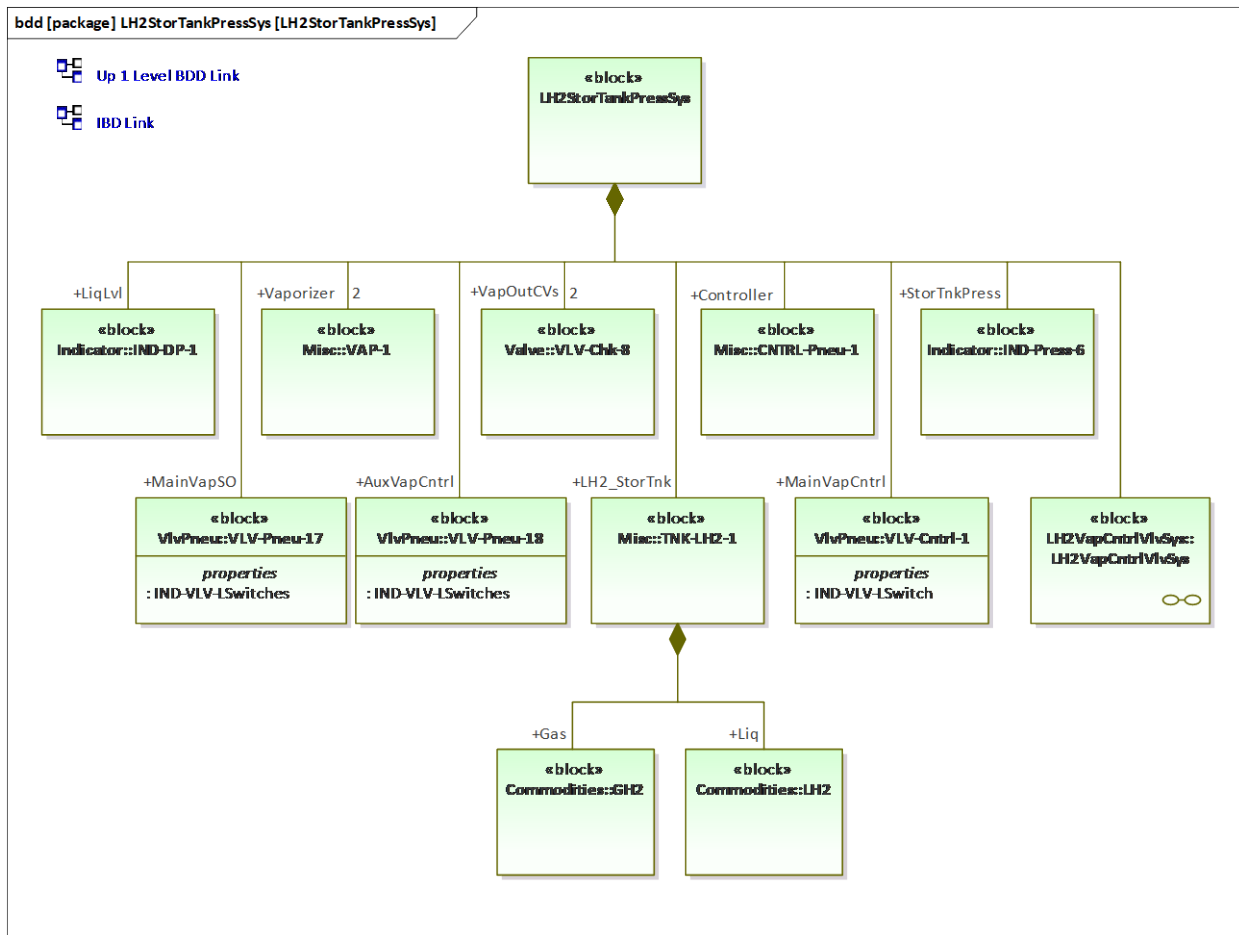 bdd [package] LH2StorTankPressSys [LH2StorTankPressSys]
Up 1 Level BDD Link
IBD Link
«block»
LH2StorTankPressSys
+LiqLvl
+Vaporizer
2
+VapOutCVs
2
+Controller
+StorTnkPress
«block»
Indicator::IND-DP-1
«block»
Misc::VAP-1
«block»
Valve::VLV-Chk-8
«block»
Misc::CNTRL-Pneu-1
«block»
Indicator::IND-Press-6
+MainVapSO
+AuxVapCntrl
+LH2_StorTnk
+MainVapCntrl
«block»
VlvPneu::VLV-Pneu-17
properties
: IND-VLV-LSwitches
«block»
VlvPneu::VLV-Pneu-18
properties
: IND-VLV-LSwitches
«block»
Misc::TNK-LH2-1
«block»
VlvPneu::VLV-Cntrl-1
properties
: IND-VLV-LSwitch
«block»
LH2VapCntrlVlvSys::
LH2VapCntrlVlvSys
+Gas
+Liq
«block»
Commodities::GH2
«block»
Commodities::LH2